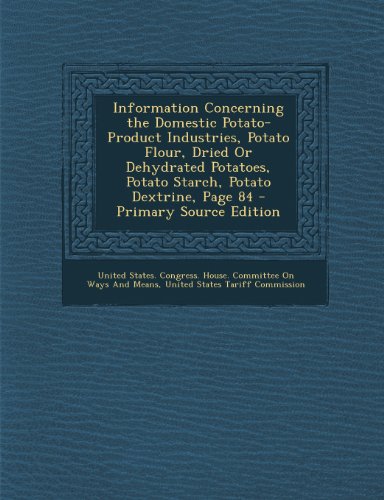 Information Concerning
the Domestic Potato-
Product Industries, Potato
Flour, Dried Or
Dehydrated Potatoes,
Potato Starch, Potato
Dextrine, Page 84 -
Primary Source Edition
United States. Congress. House. Committee On
Ways And Means, United States Tariff Commission